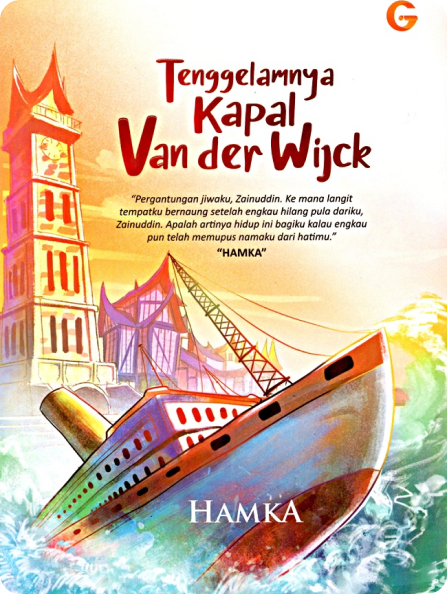 G
Tenggelamnya
Kapal
Van der Wijck
"Pergantungan jiwaku, Zainuddin. Ke mana langit
tempatku bernaung setelah engkau hilang pula dariku,
Zainuddin. Apalah artinya hidup ini bagiku kalau engkau
pun telah memupus namaku dari hatimu."
"HAMKA"
HAMKA